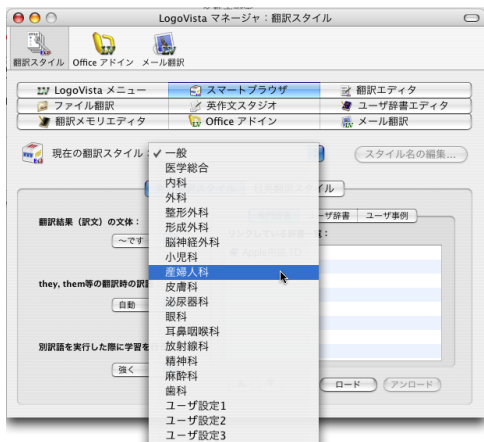 LogoVista マネージャ：翻訳スタイル
翻訳スタイル Office アドイン メール翻訳
LogoVista メニュー スマートブラウザ 翻訳エディタ
ファイル翻訳 英作文スタジオ ユーザ辞書エディタ
翻訳メモリエディタ Office アドイン メール翻訳
現在の翻訳スタイル： ✓ 一般 スタイル名の編集...
医学総合
内科
外科
整形外科
形成外科
脳神経外科
小児科
産婦人科
皮膚科
泌尿器科
眼科
耳鼻咽喉科
放射線科
精神科
麻酔科
歯科
ユーザ設定1
ユーザ設定2
ユーザ設定3
ユーザ辞書 ユーザ事例
翻訳結果（訳文）の文体：
〜です
they, them等の翻訳時の訳
自動
別訳語を実行した際に学習を
強く
ロード アンロード